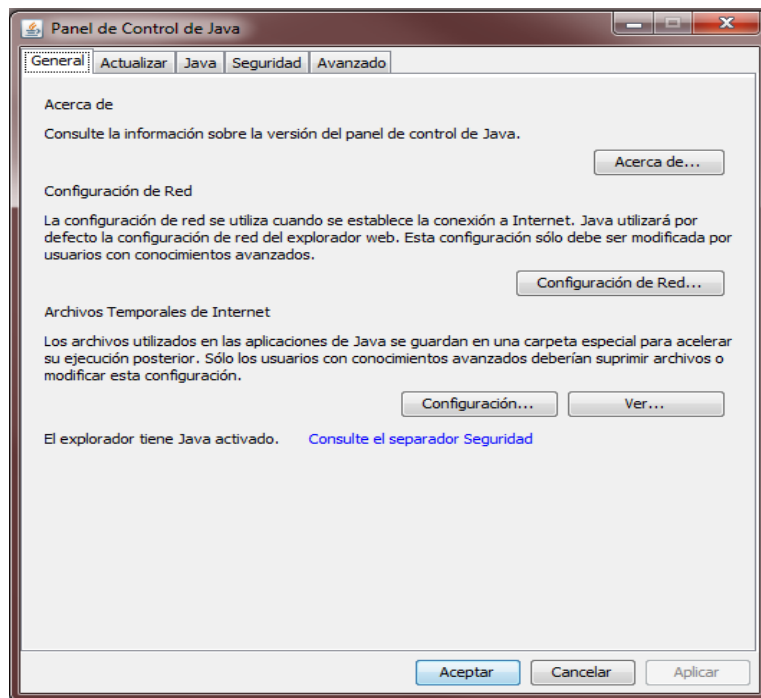 Panel de Control de Java
General Actualizar Java Seguridad Avanzado
Acerca de
Consulte la información sobre la versión del panel de control de Java.
Acerca de...
Configuración de Red
La configuración de red se utiliza cuando se establece la conexión a Internet. Java utilizará por
defecto la configuración de red del explorador web. Esta configuración sólo debe ser modificada por
usuarios con conocimientos avanzados.
Configuración de Red...
Archivos Temporales de Internet
Los archivos utilizados en las aplicaciones de Java se guardan en una carpeta especial para acelerar
su ejecución posterior. Sólo los usuarios con conocimientos avanzados deberían suprimir archivos o
modificar esta configuración.
Configuración... Ver...
El explorador tiene Java activado. Consulte el separador Seguridad
Aceptar Cancelar Aplicar